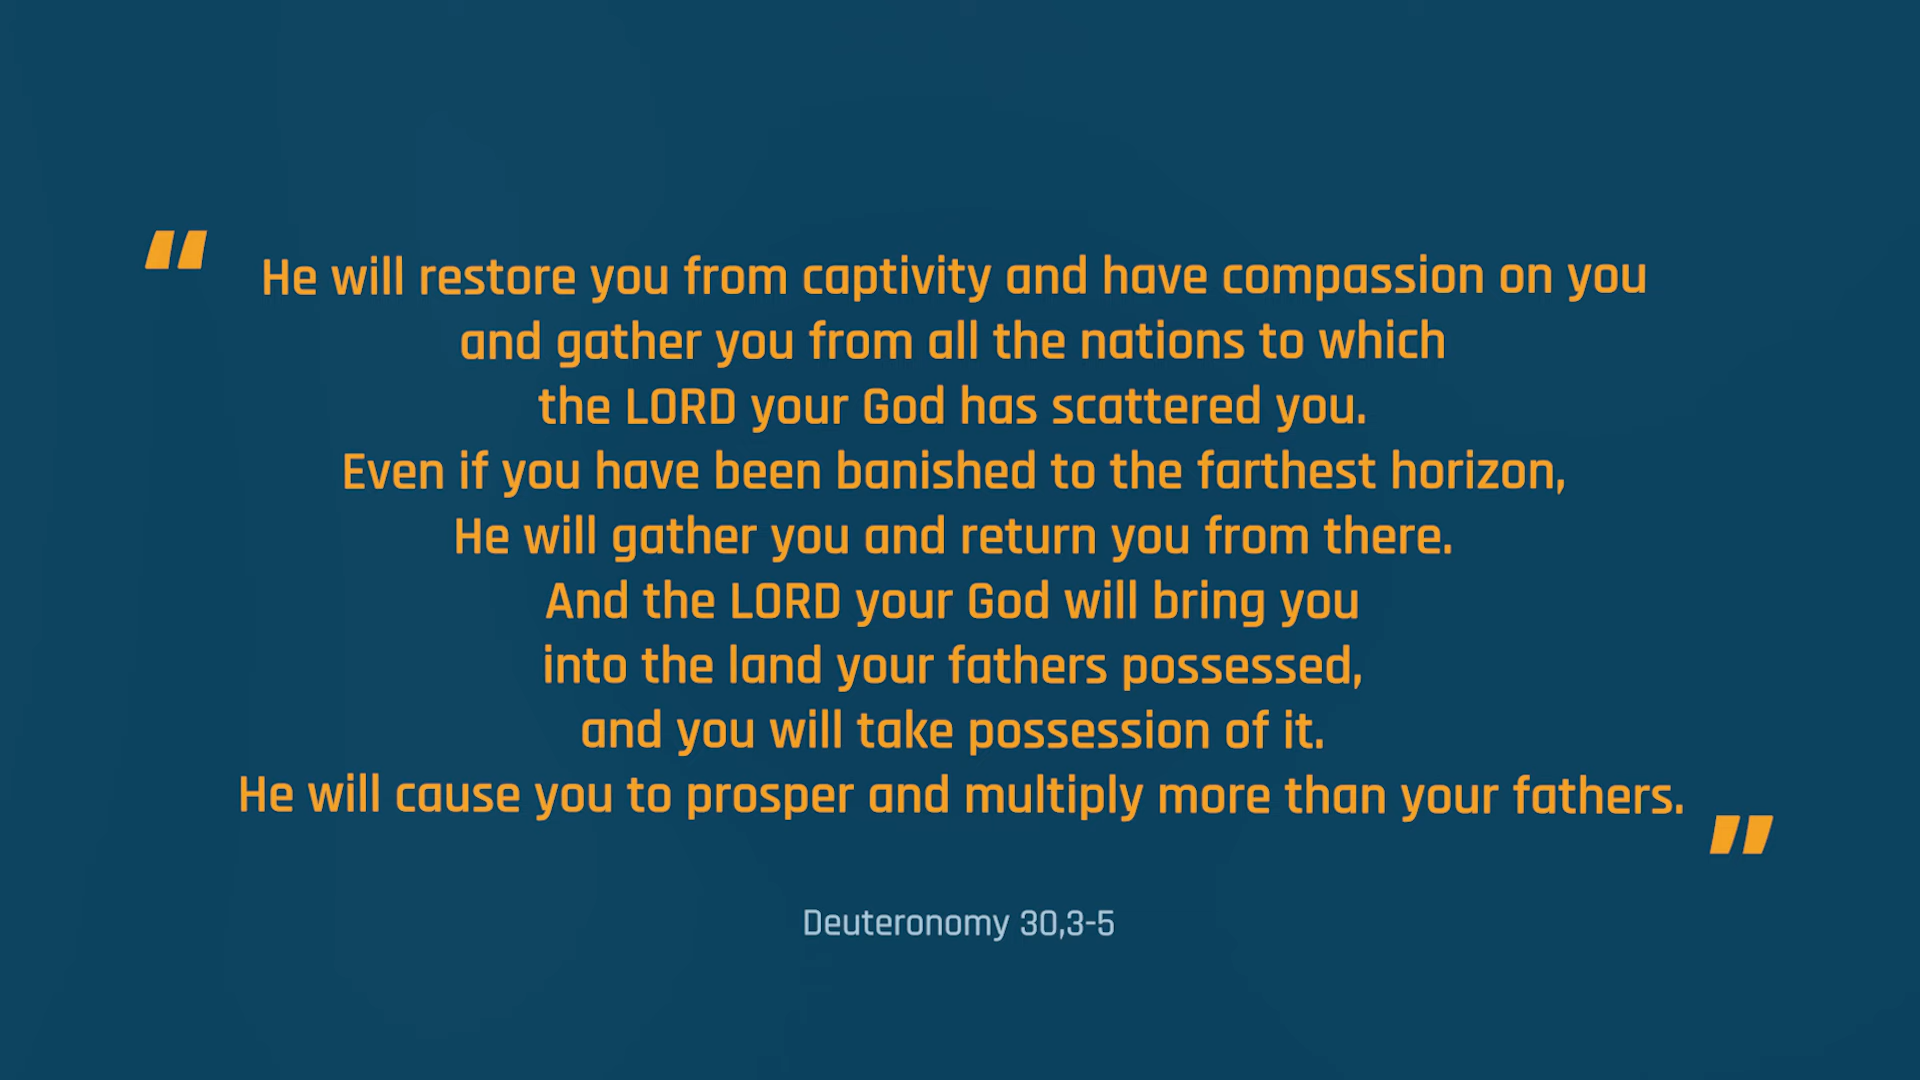 “ He will restore you from captivity and have compassion on you
and gather you from all the nations to which
the LORD your God has scattered you.
Even if you have been banished to the farthest horizon,
He will gather you and return you from there.
And the LORD your God will bring you
into the land your fathers possessed,
and you will take possession of it.
He will cause you to prosper and multiply more than your fathers. ”
Deuteronomy 30,3-5